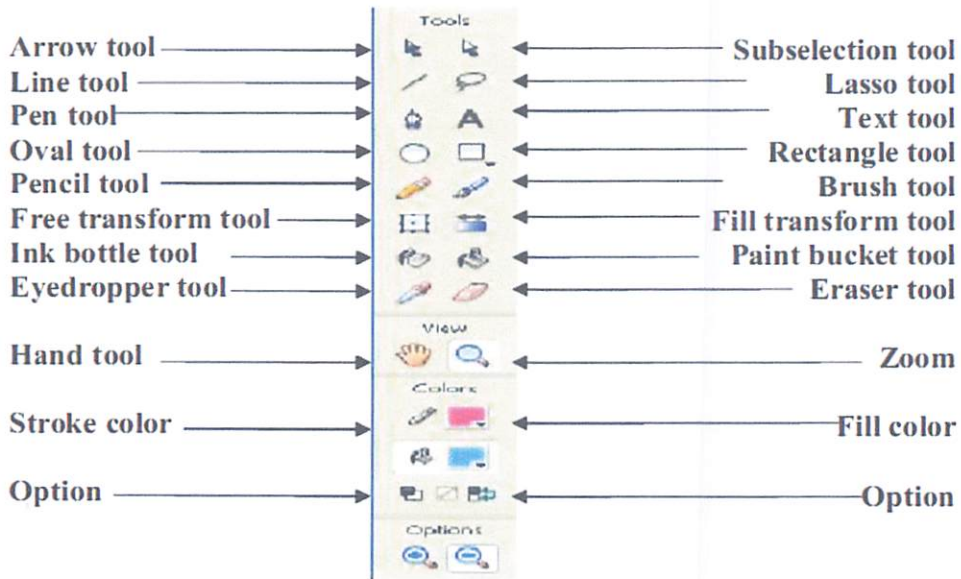 Tools
Arrow tool Subselection tool
Line tool Lasso tool
Pen tool Text tool
Oval tool Rectangle tool
Pencil tool Brush tool
Free transform tool Fill transform tool
Ink bottle tool Paint bucket tool
Eyedropper tool Eraser tool
View
Hand tool Zoom
Colors
Stroke color Fill color
Option Option
Options